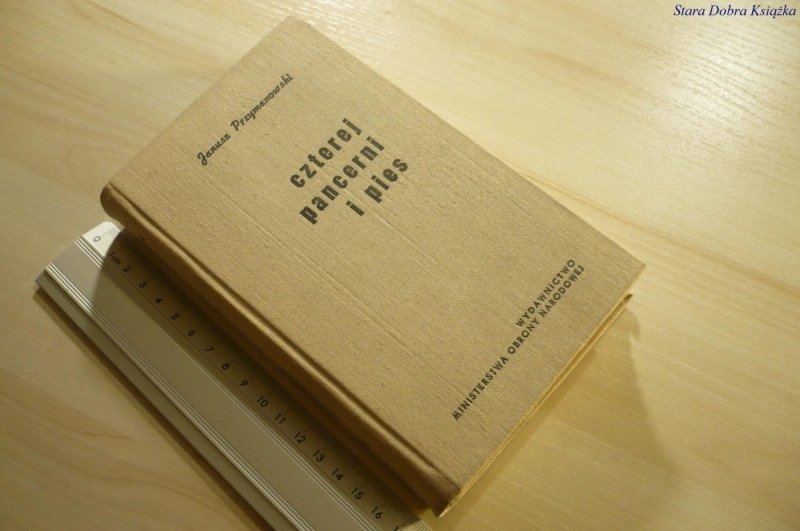 Stara Dobra Książka
Janusz Przymanowski
czterej
pancerni
i pies
WYDAWNICTWO
MINISTERSTWA OBRONY NARODOWEJ
0
1cm
2
3
4
5
6
7
8
9
10
11
12
13
14
15
16